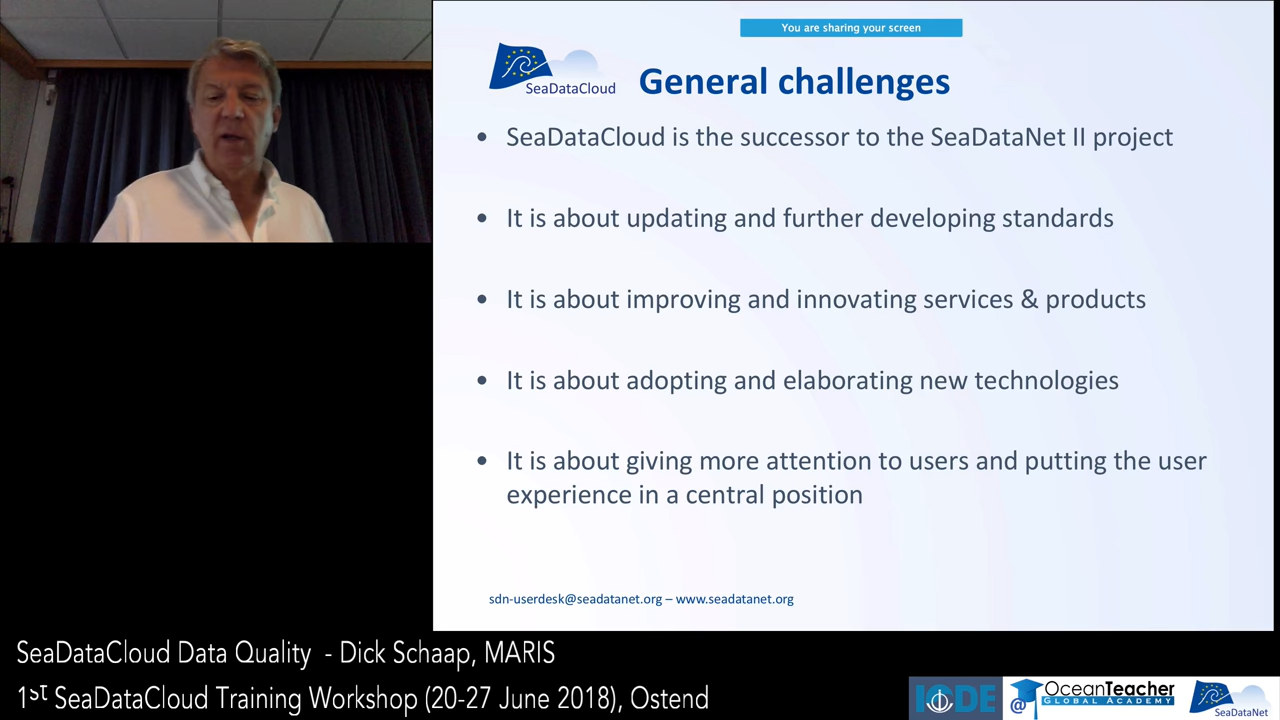 You are sharing your screen
SeaDataCloud
General challenges
• SeaDataCloud is the successor to the SeaDataNet II project
• It is about updating and further developing standards
• It is about improving and innovating services & products
• It is about adopting and elaborating new technologies
• It is about giving more attention to users and putting the user
experience in a central position
sdn-userdesk@seadatanet.org – www.seadatanet.org
SeaDataCloud Data Quality - Dick Schaap, MARIS
1st SeaDataCloud Training Workshop (20-27 June 2018), Ostend
IODE
@ OceanTeacher
GLOBAL ACADEMY
SeaDataNet